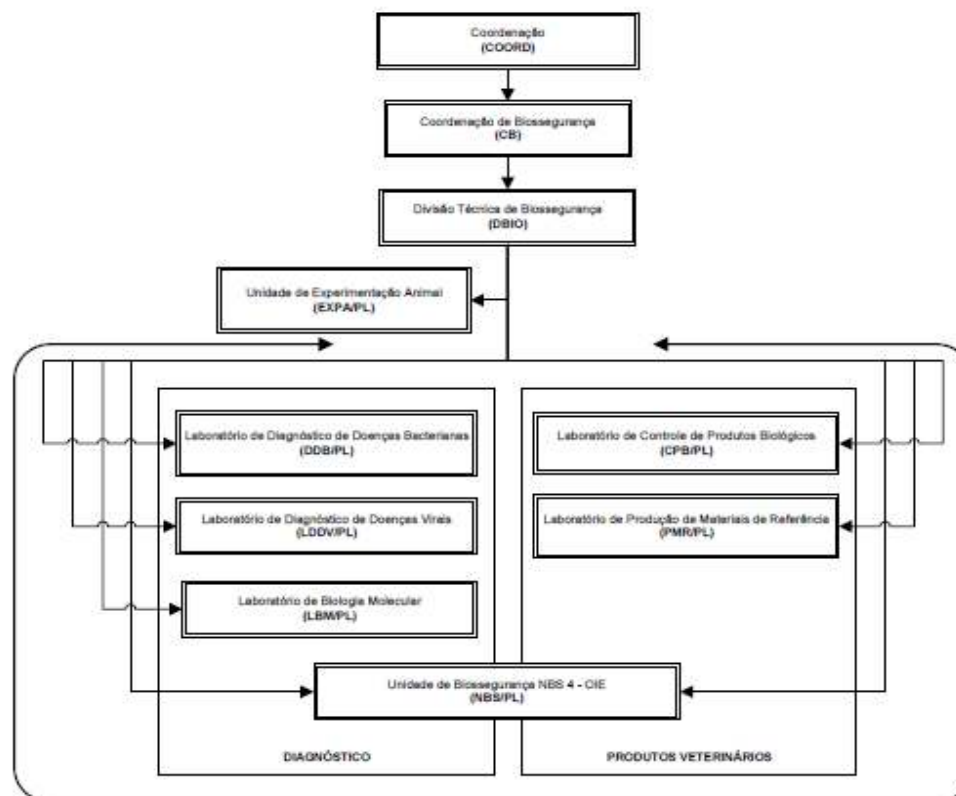 Coordenação
(COORD)
Coordenação de Biossegurança
(CB)
Divisão Técnica de Biossegurança
(DBIO)
Unidade de Experimentação Animal
(EXPA/PL)
Laboratório de Diagnóstico de Doenças Bacterianas
(DDB/PL)
Laboratório de Diagnóstico de Doenças Virais
(LDDV/PL)
Laboratório de Biologia Molecular
(LBM/PL)
Laboratório de Controle de Produtos Biológicos
(CPB/PL)
Laboratório de Produção de Materiais de Referência
(PMR/PL)
Unidade de Biossegurança NBS 4 - OIE
(NBS/PL)
DIAGNÓSTICO
PRODUTOS VETERINÁRIOS